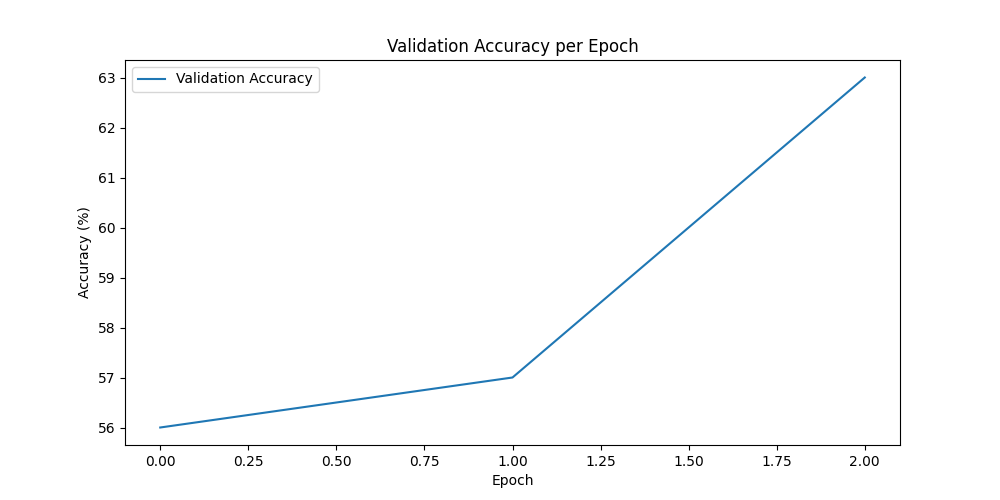 Validation Accuracy per Epoch
Validation Accuracy
Accuracy (%)
63
62
61
60
59
58
57
56
0.00 0.25 0.50 0.75 1.00 1.25 1.50 1.75 2.00
Epoch